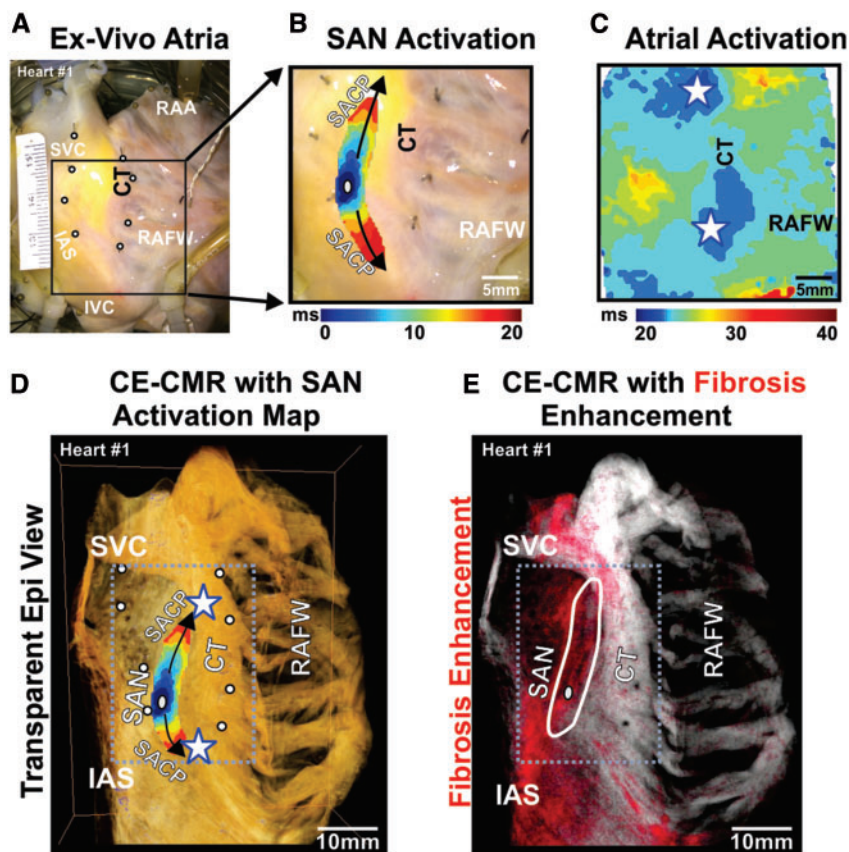 A
Ex-Vivo Atria
Heart #1
RAA
SVC
CT
IAS
RAFW
IVC
B
SAN Activation
SACP
CT
SACP
RAFW
5mm
ms
0 10 20
C
Atrial Activation
CT
RAFW
5mm
ms
20 30 40
D
CE-CMR with SAN
Activation Map
Transparent Epi View
Heart #1
SVC
SACP
CT
RAFW
SAN
SACP
IAS
10mm
E
CE-CMR with Fibrosis
Enhancement
Fibrosis Enhancement
Heart #1
SVC
SAN
CT
RAFW
IAS
10mm